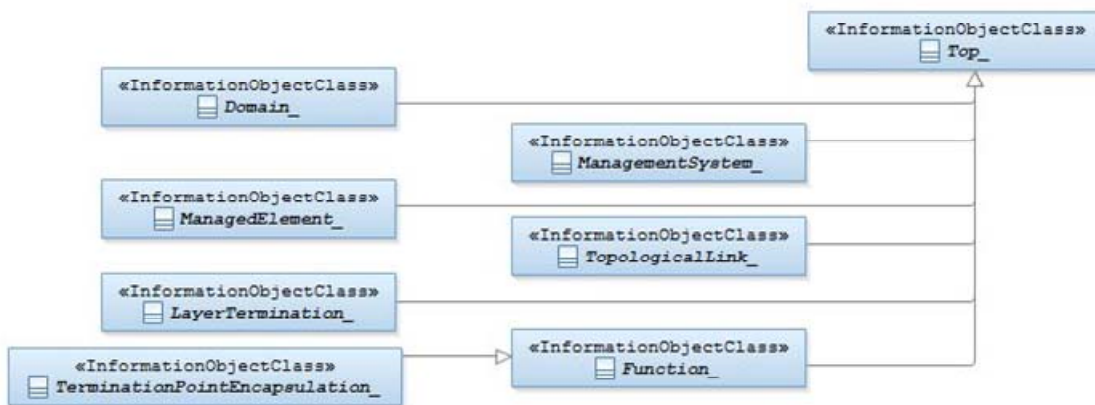 «InformationObjectClass»
Top_
«InformationObjectClass»
Domain_
«InformationObjectClass»
ManagementSystem_
«InformationObjectClass»
ManagedElement_
«InformationObjectClass»
TopologicalLink_
«InformationObjectClass»
LayerTermination_
«InformationObjectClass»
Function_
«InformationObjectClass»
TerminationPointEncapsulation_